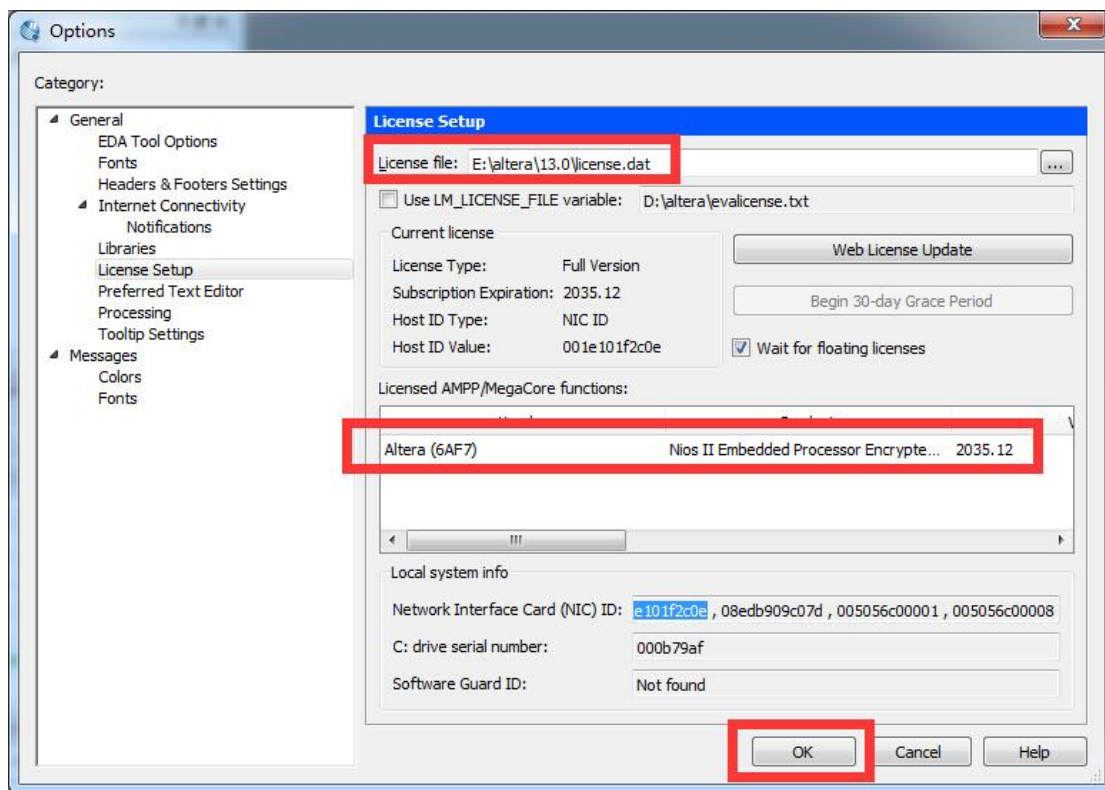 Options
Category:
General
EDA Tool Options
Fonts
Headers & Footers Settings
Internet Connectivity
Notifications
Libraries
License Setup
Preferred Text Editor
Processing
Tooltip Settings
Messages
Colors
Fonts
License Setup
License file: E:\altera\13.0\license.dat ...
Use LM_LICENSE_FILE variable: D:\altera\evalicense.txt
Current license
License Type: Full Version
Subscription Expiration: 2035.12
Host ID Type: NIC ID
Host ID Value: 001e101f2c0e
Web License Update
Begin 30-day Grace Period
Wait for floating licenses
Licensed AMPP/MegaCore functions:
Altera (6AF7) Nios II Embedded Processor Encrypte... 2035.12
Local system info
Network Interface Card (NIC) ID: e101f2c0e , 08edb909c07d , 005056c00001 , 005056c00008
C: drive serial number: 000b79af
Software Guard ID: Not found
OK Cancel Help